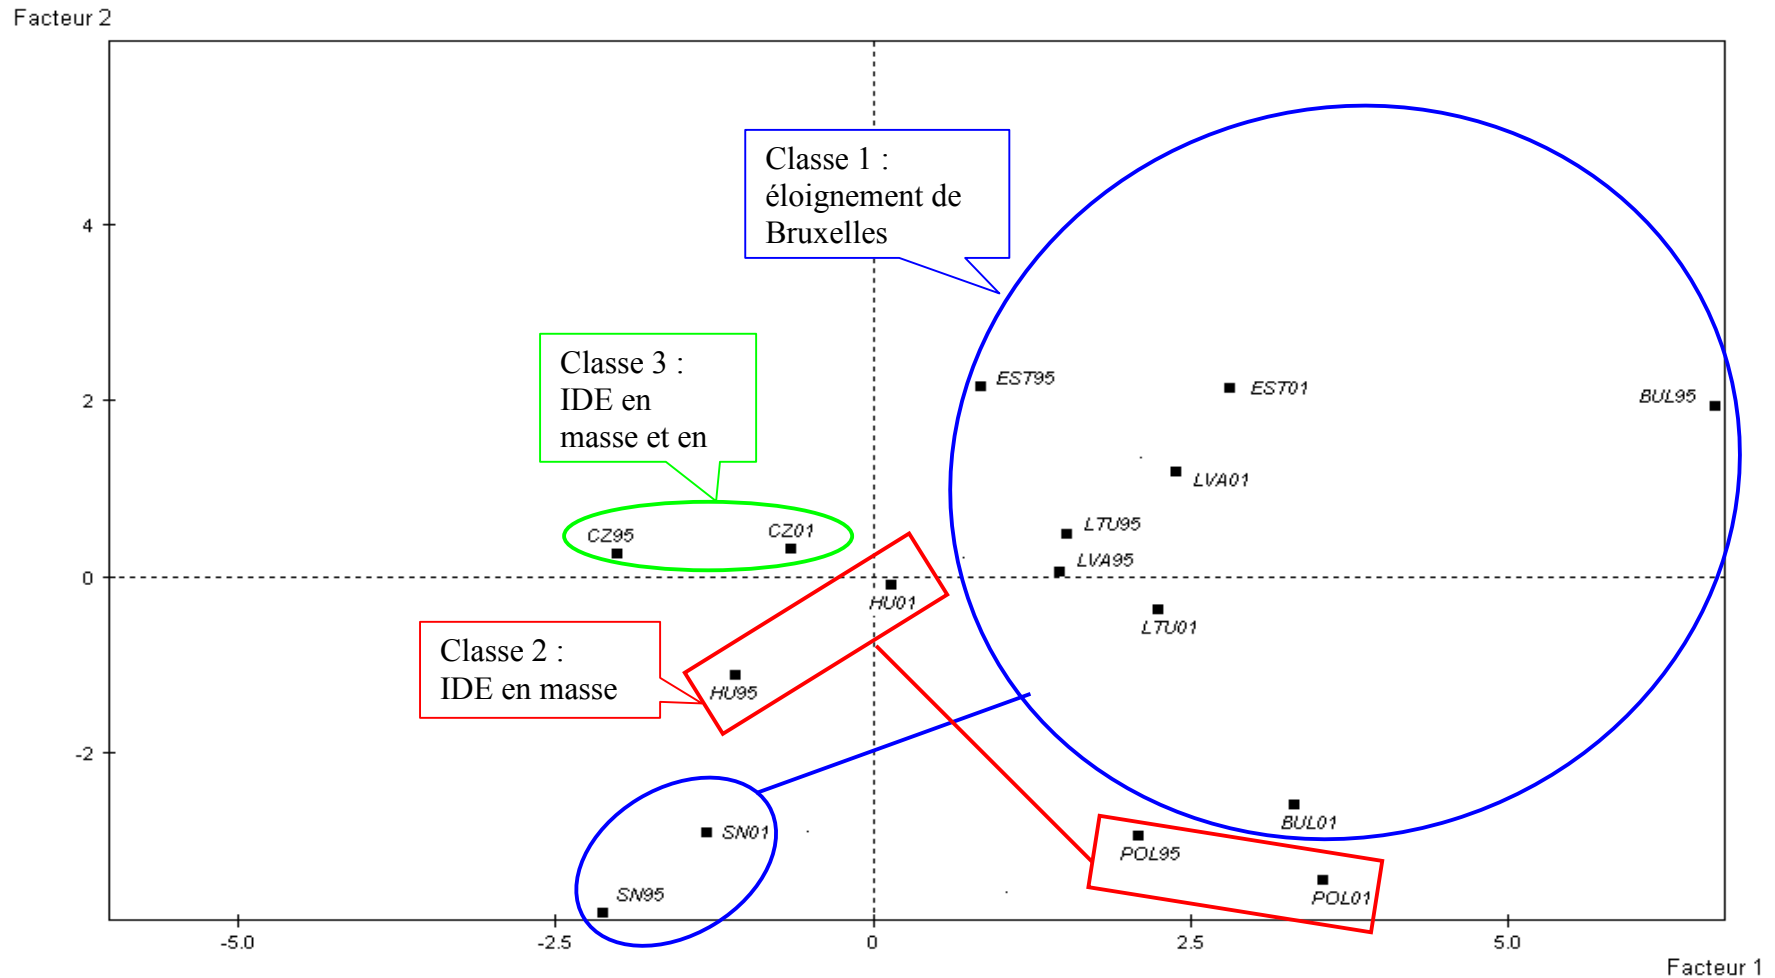 Facteur 2
Classe 1 :
éloignement de
Bruxelles
4
Classe 3 :
IDE en
masse et en
2
EST95
EST01
BUL95
LVA01
LTU95
CZ95
CZ01
LVA95
0
HU01
LTU01
Classe 2 :
IDE en masse
HU95
-2
SN01
BUL01
POL95
SN95
POL01
-5.0
-2.5
0
2.5
5.0
Facteur 1